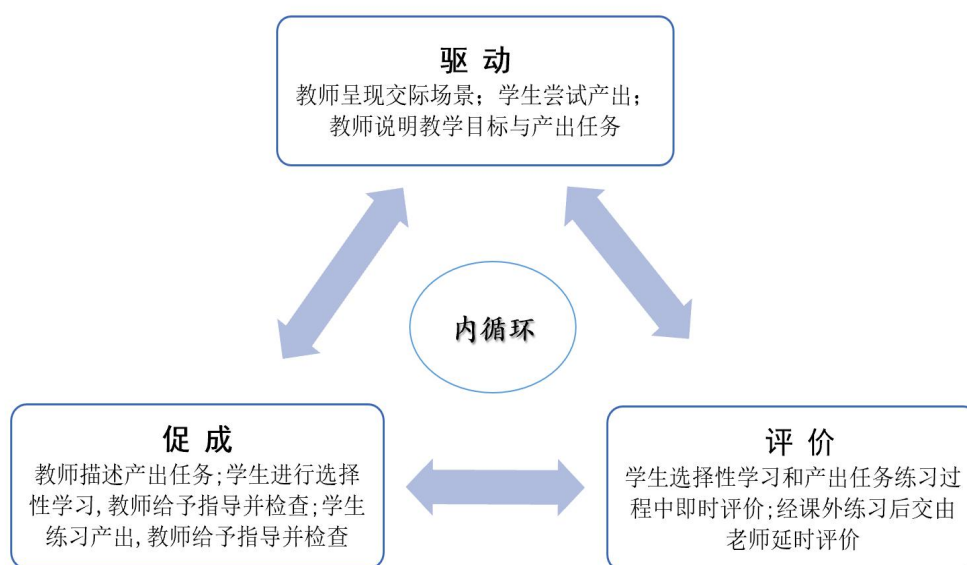 驱 动
教师呈现交际场景；学生尝试产出；
教师说明教学目标与产出任务
内循环
促 成
教师描述产出任务;学生进行选择
性学习,教师给予指导并检查;学生
练习产出,教师给予指导并检查
评 价
学生选择性学习和产出任务练习过
程中即时评价;经课外练习后交由
老师延时评价